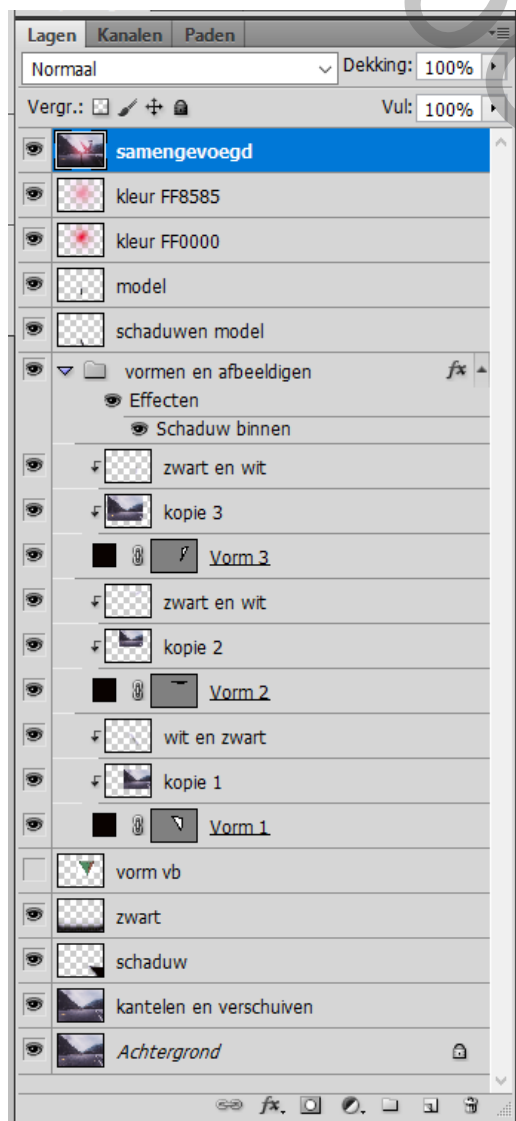 Lagen Kanalen Paden
Normaal Dekking: 100%
Vergr.: Vul: 100%
samengevoegd
kleur FF8585
kleur FF0000
model
schaduwen model
vormen en afbeeldigen fx
Effecten
Schaduw binnen
zwart en wit
kopie 3
Vorm 3
zwart en wit
kopie 2
Vorm 2
wit en zwart
kopie 1
Vorm 1
vorm vb
zwart
schaduw
kantelen en verschuiven
Achtergrond
fx.